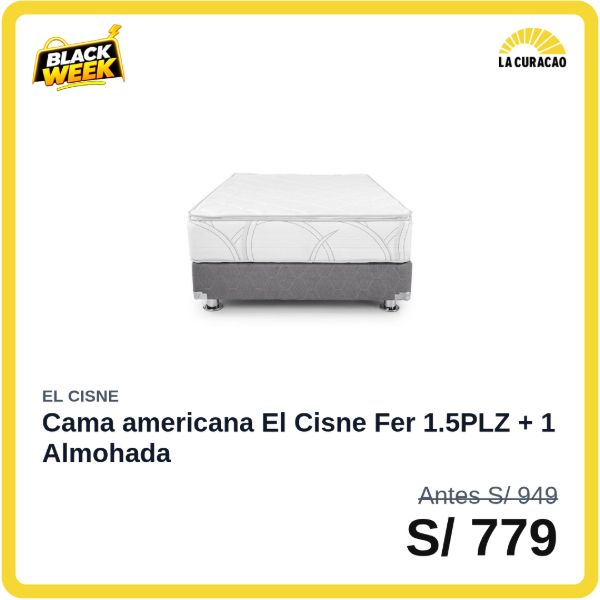 BLACK
WEEK
LA CURACAO
EL CISNE
Cama americana El Cisne Fer 1.5PLZ + 1
Almohada
Antes S/ 949
S/ 779